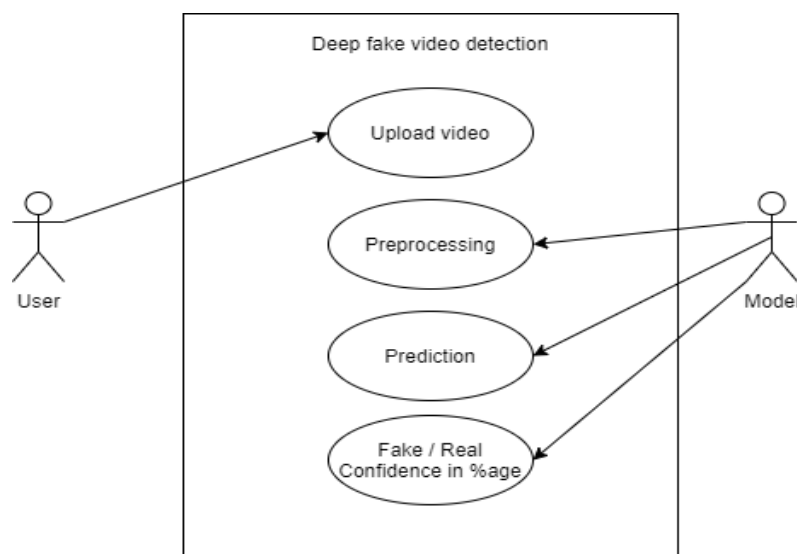 Deep fake video detection
Upload video
Preprocessing
User
Model
Prediction
Fake / Real
Confidence in %age